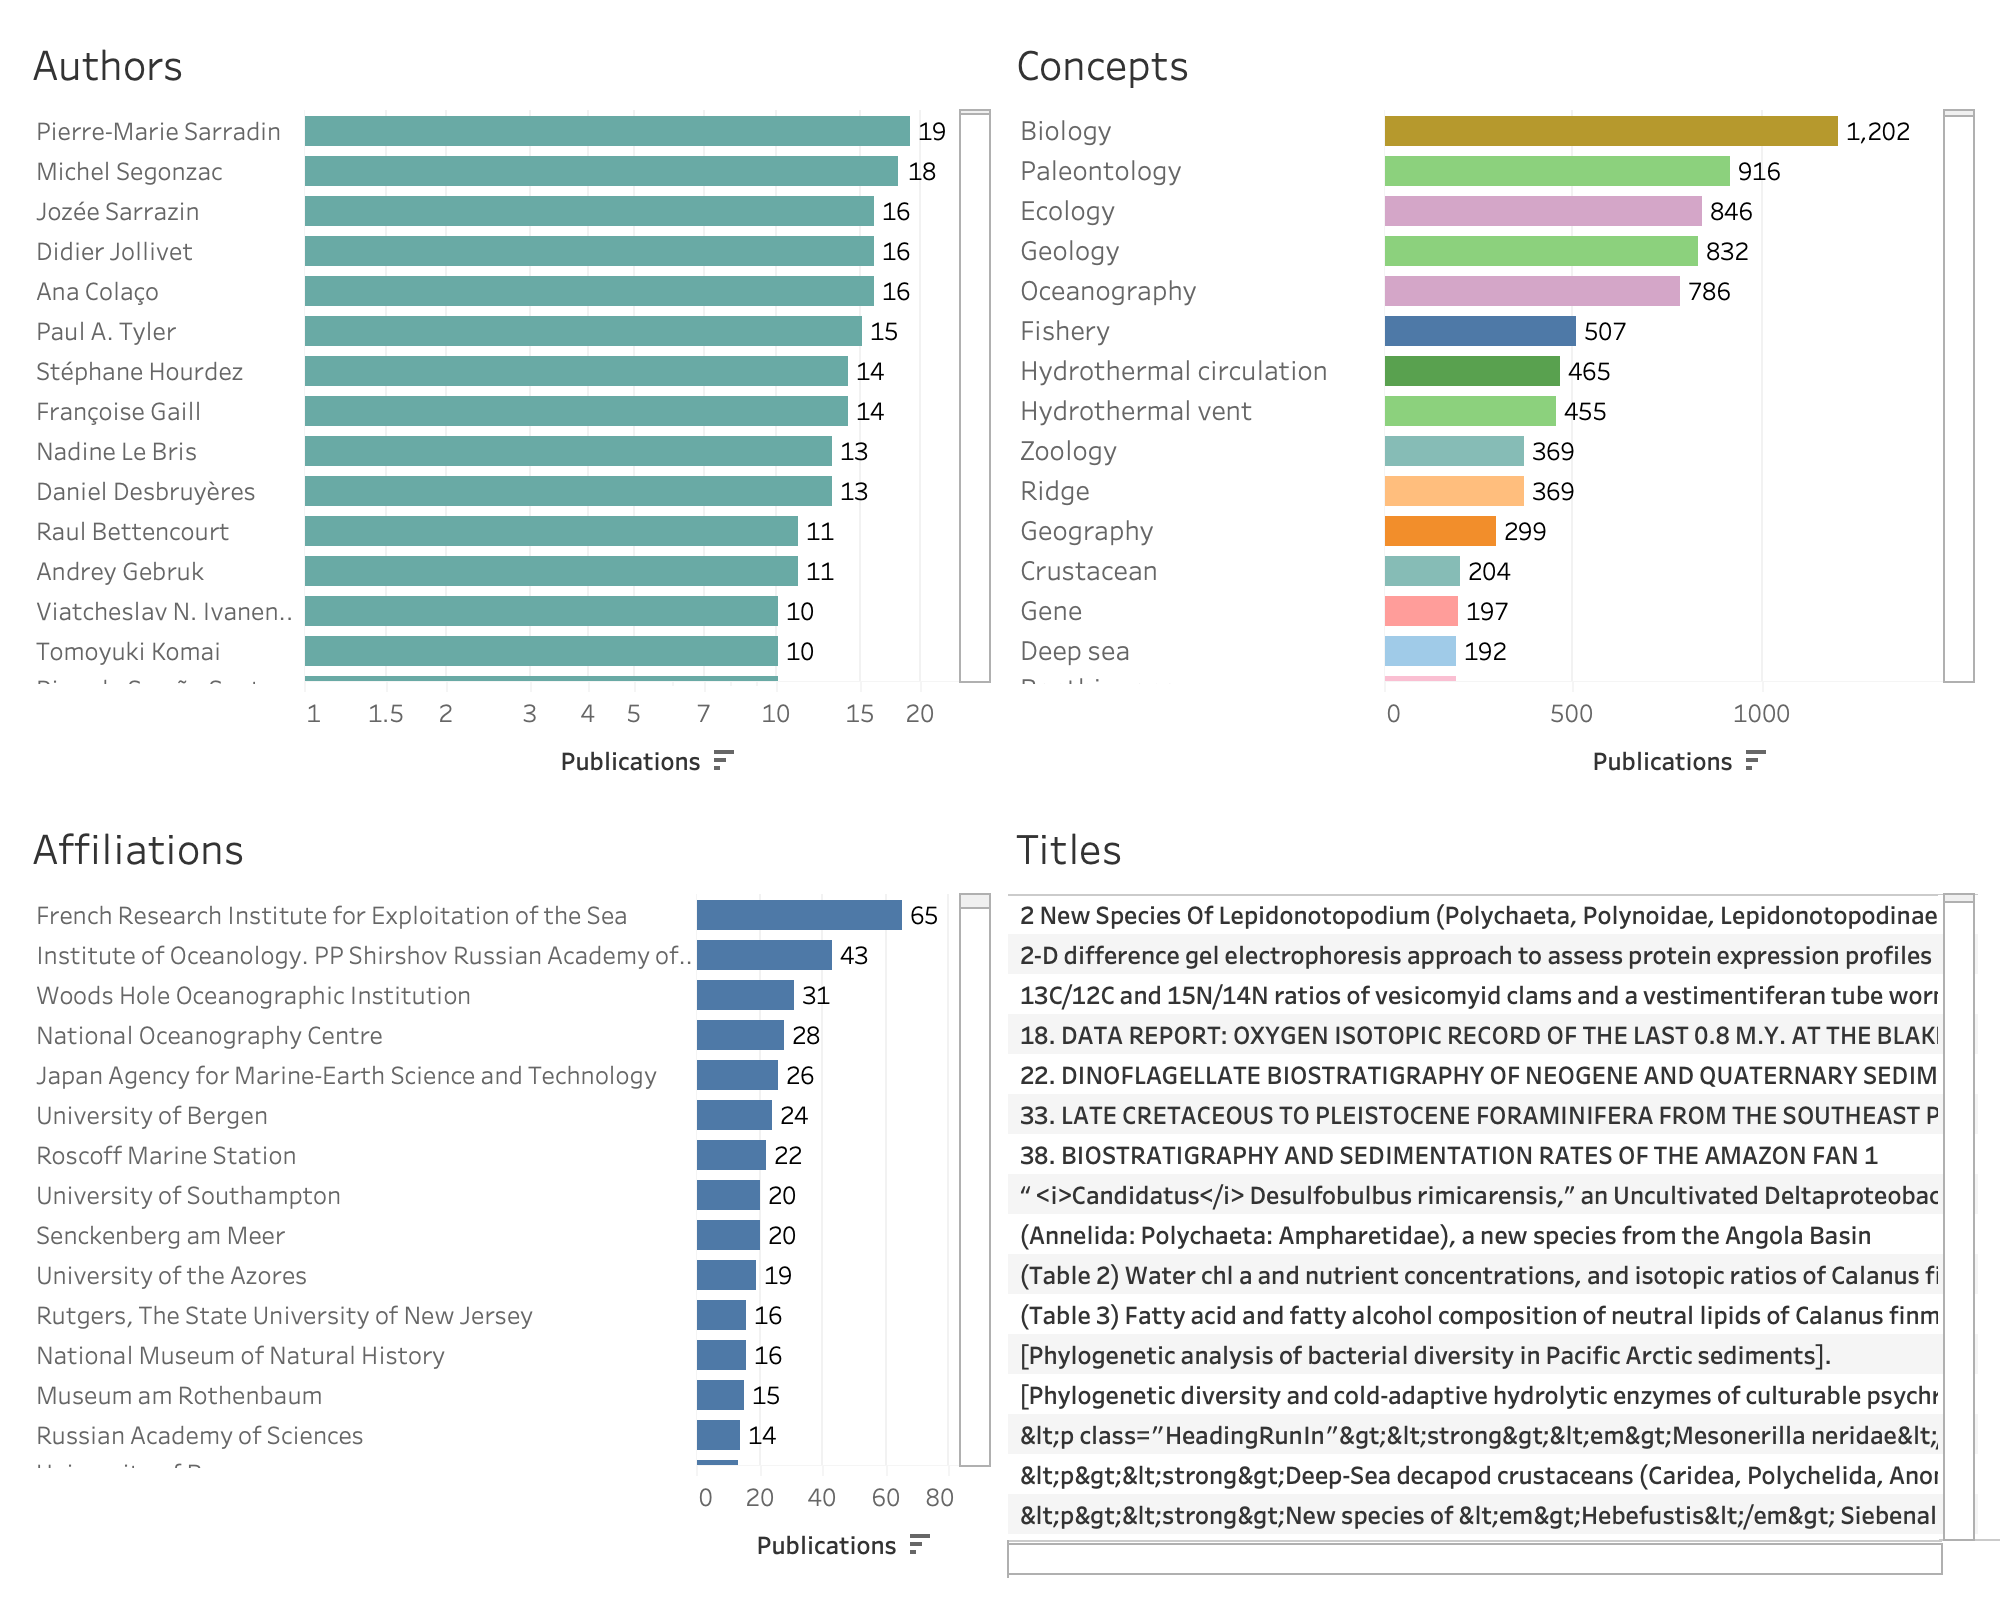 Authors
Pierre-Marie Sarradin 19
Michel Segonzac 18
Jozée Sarrazin 16
Didier Jollivet 16
Ana Colaço 16
Paul A. Tyler 15
Stéphane Hourdez 14
Françoise Gaill 14
Nadine Le Bris 13
Daniel Desbruyères 13
Raul Bettencourt 11
Andrey Gebruk 11
Viatcheslav N. Ivanen.. 10
Tomoyuki Komai 10
1 1.5 2 3 4 5 7 10 15 20
Publications
Concepts
Biology 1,202
Paleontology 916
Ecology 846
Geology 832
Oceanography 786
Fishery 507
Hydrothermal circulation 465
Hydrothermal vent 455
Zoology 369
Ridge 369
Geography 299
Crustacean 204
Gene 197
Deep sea 192
0 500 1000
Publications
Affiliations
French Research Institute for Exploitation of the Sea 65
Institute of Oceanology. PP Shirshov Russian Academy of.. 43
Woods Hole Oceanographic Institution 31
National Oceanography Centre 28
Japan Agency for Marine-Earth Science and Technology 26
University of Bergen 24
Roscoff Marine Station 22
University of Southampton 20
Senckenberg am Meer 20
University of the Azores 19
Rutgers, The State University of New Jersey 16
National Museum of Natural History 16
Museum am Rothenbaum 15
Russian Academy of Sciences 14
0 20 40 60 80
Publications
Titles
2 New Species Of Lepidonotopodium (Polychaeta, Polynoidae, Lepidonotopodinae
2-D difference gel electrophoresis approach to assess protein expression profiles
13C/12C and 15N/14N ratios of vesicomyid clams and a vestimentiferan tube
18. DATA REPORT: OXYGEN ISOTOPIC RECORD OF THE LAST 0.8 M.Y. AT THE
22. DINOFLAGELLATE BIOSTRATIGRAPHY OF NEOGENE AND QUATERNARY SEDIM
33. LATE CRETACEOUS TO PLEISTOCENE FORAMINIFERA FROM THE SOUTHEAST P
38. BIOSTRATIGRAPHY AND SEDIMENTATION RATES OF THE AMAZON FAN 1
“ <i>Candidatus</i> Desulfobulbus rimicarensis,” an Uncultivated Deltaproteobac
(Annelida: Polychaeta: Ampharetidae), a new species from the Angola Basin
(Table 2) Water chl a and nutrient concentrations, and isotopic ratios of Calanus fi
(Table 3) Fatty acid and fatty alcohol composition of neutral lipids of Calanus finm
[Phylogenetic analysis of bacterial diversity in Pacific Arctic sediments].
[Phylogenetic diversity and cold-adaptive hydrolytic enzymes of culturable psychr
&lt;p class=”HeadingRunIn”&gt;&lt;strong&gt;&lt;em&gt;Mesonerilla neridae&lt;/
&lt;p&gt;&lt;strong&gt;Deep-Sea decapod crustaceans (Caridea, Polychelida, Anor
&lt;p&gt;&lt;strong&gt;New species of &lt;em&gt;Hebefustis&lt;/em&gt; Siebenal